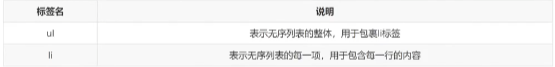 标签名 说明
ul 表示无序列表的整体，用于包裹li标签
li 表示无序列表的每一项，用于包含每一行的内容